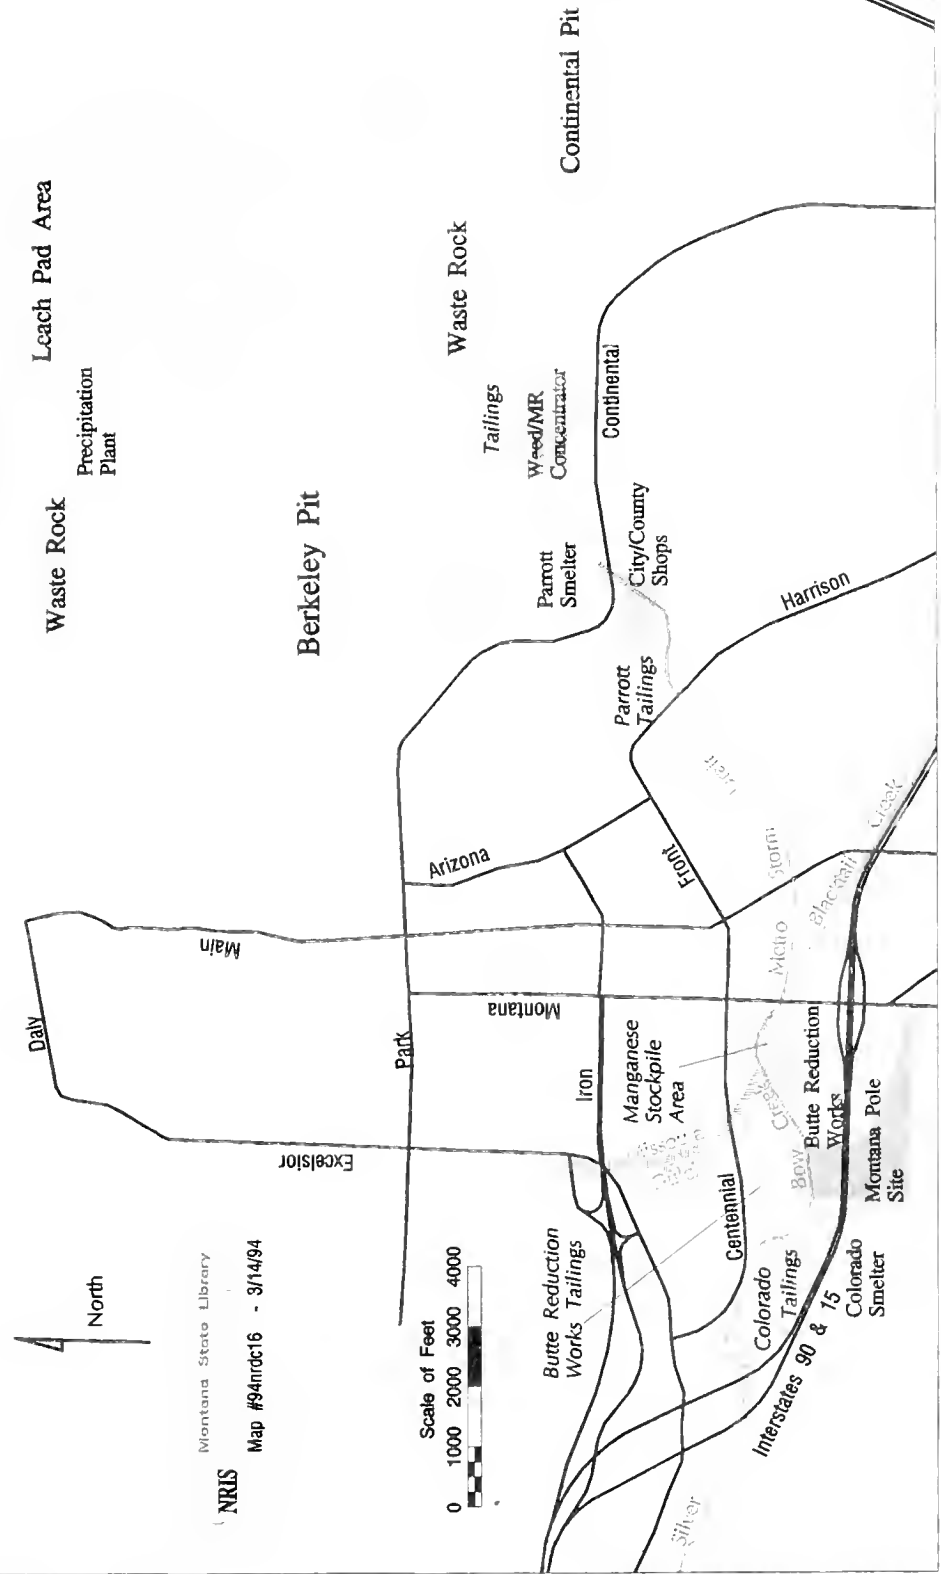 Waste Rock
Leach Pad Area
Precipitation
Plant
Berkeley Pit
Waste Rock
Continental Pit
Tailings
Weed/MR
Concentrator
Parrott
Smelter
Continental
City/County
Shops
Parrott
Tailings
Harrison
Daly
Main
Excelsior
Park
Montana
Arizona
Iron
Front
Manganese
Stockpile
Area
Centennial
Metro
Storm
Blacktail
Creek
Silver
Bow
Creek
Butte Reduction
Works
Montana Pole
Site
Butte Reduction
Works Tailings
Colorado
Tailings
Colorado
Smelter
Interstates 90 & 15
North
Montana State Library
NRIS
Map #94nrdc16 - 3/14/94
Scale of Feet
0 1000 2000 3000 4000